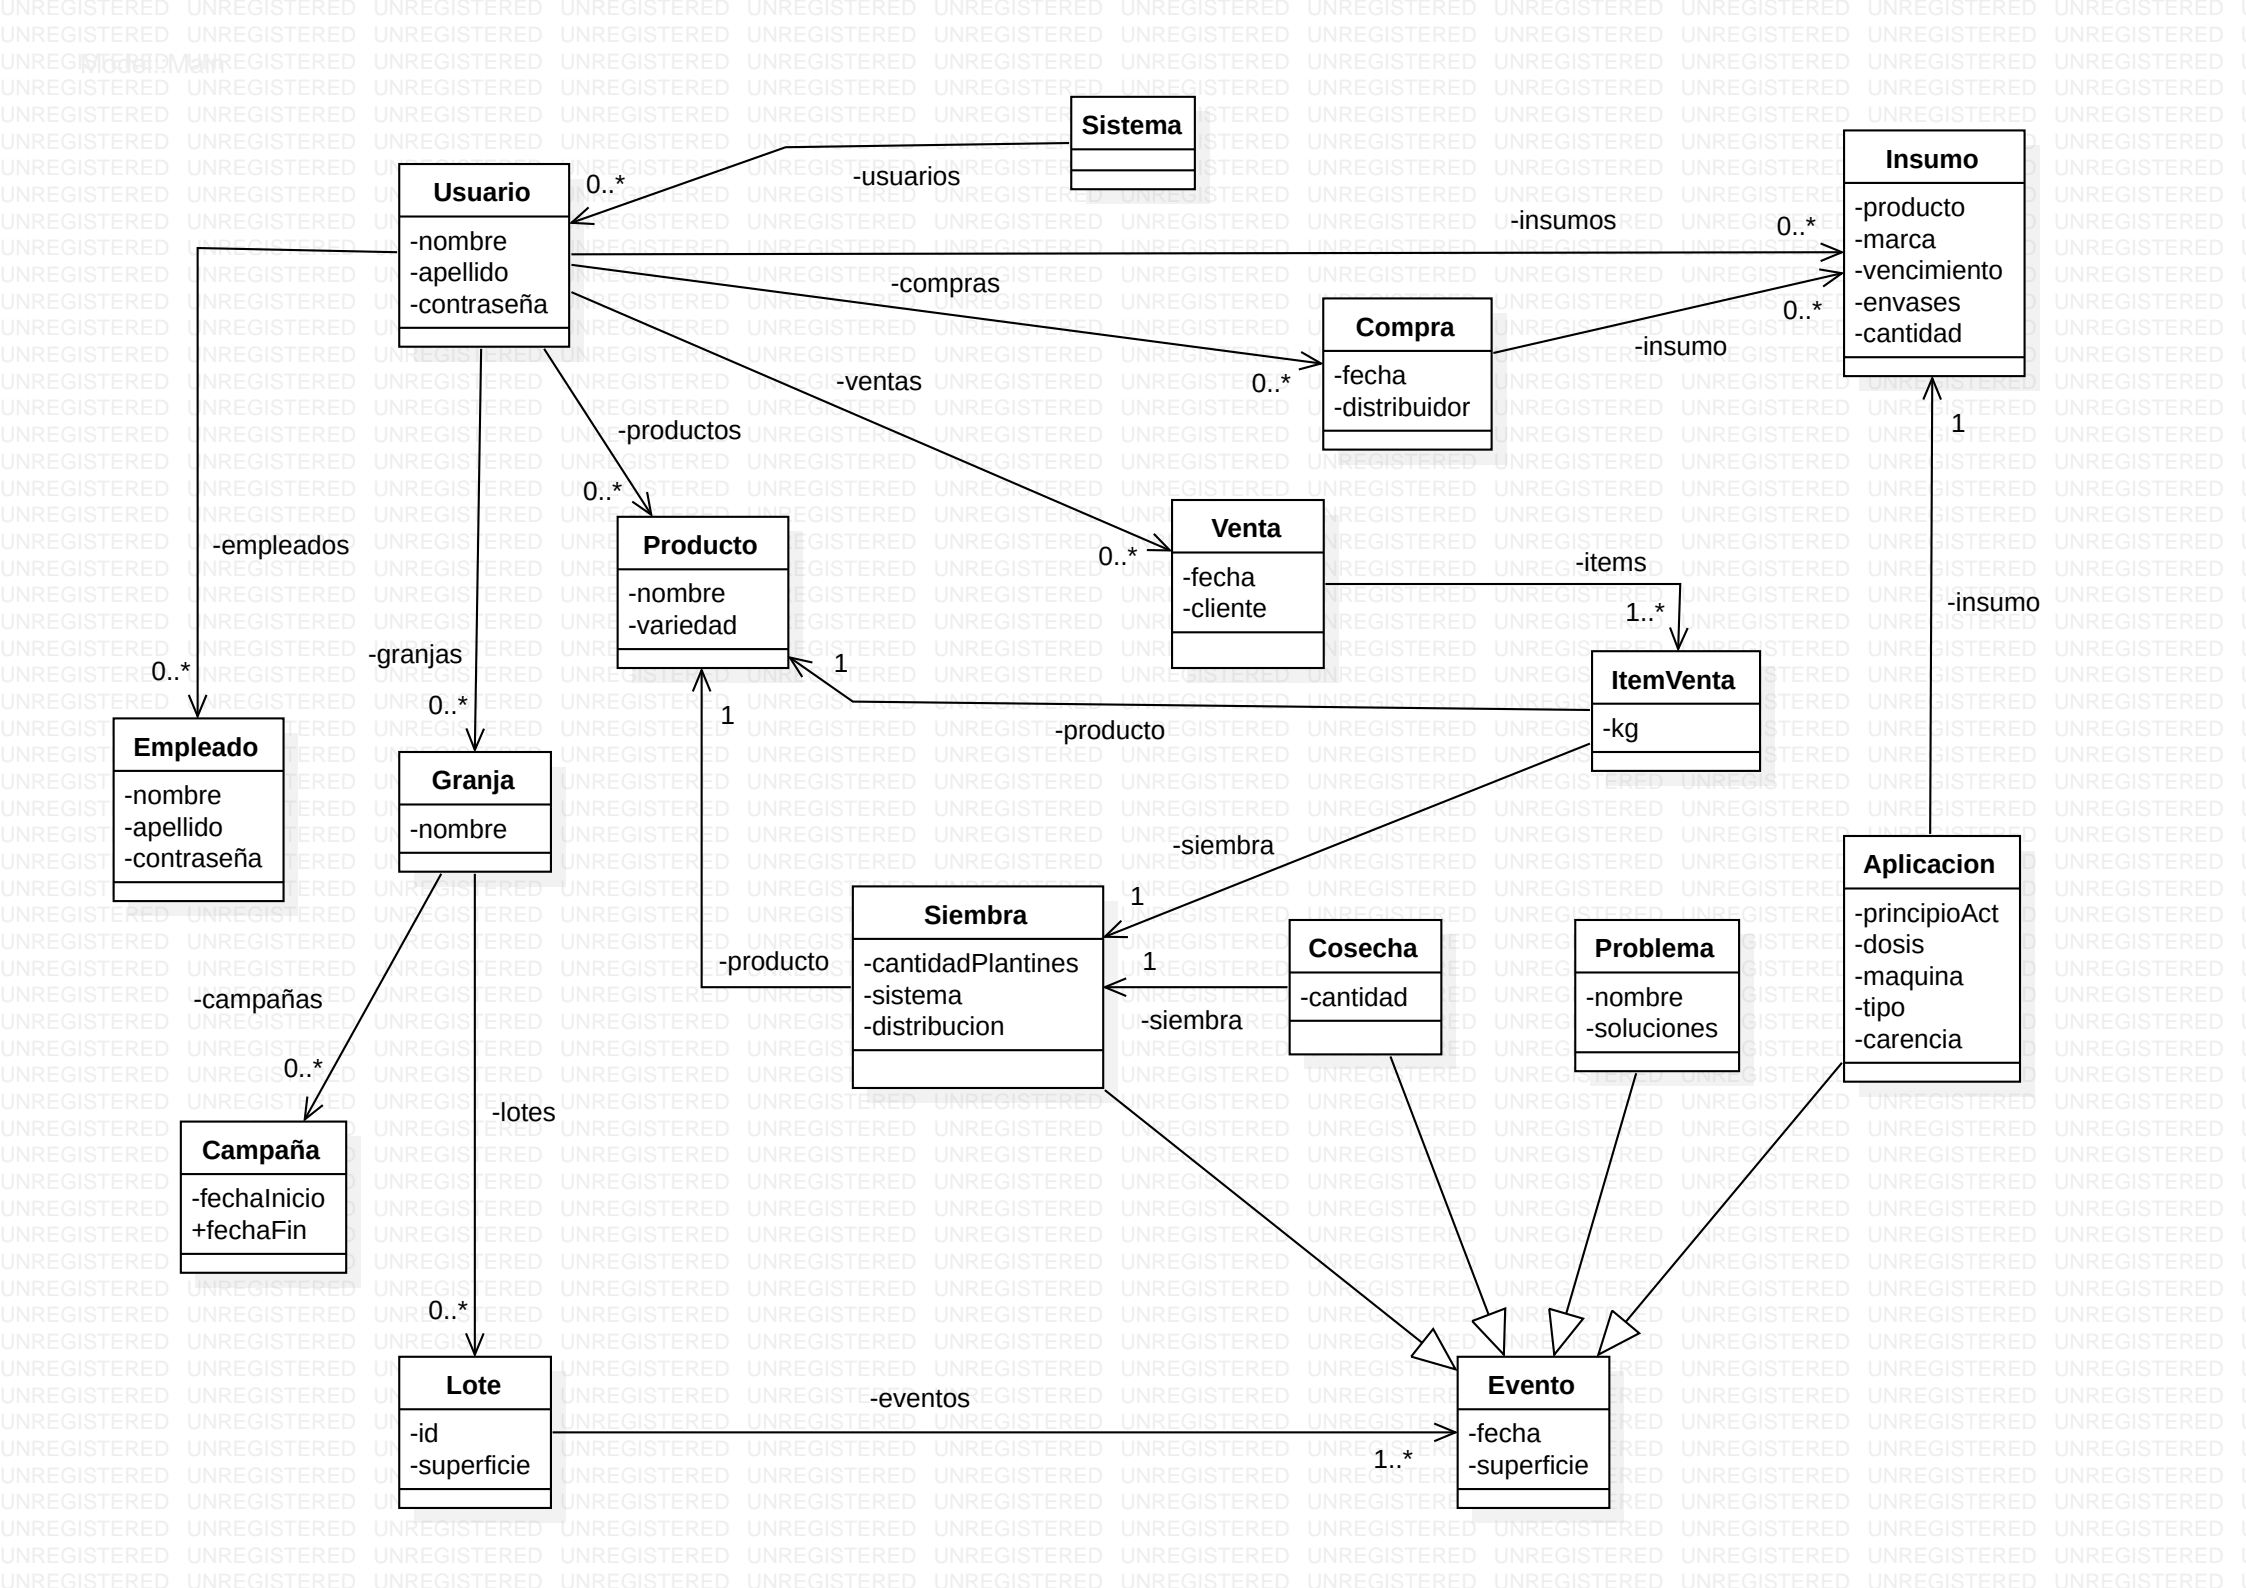 Model::Main
Sistema
-usuarios
0..*
Usuario
-nombre
-apellido
-contraseña
Insumo
-producto
-marca
-vencimiento
-envases
-cantidad
-insumos
0..*
-compras
0..*
Compra
-fecha
-distribuidor
-insumo
0..*
-ventas
0..*
-productos
0..*
Producto
-nombre
-variedad
Venta
-fecha
-cliente
-items
1..*
1
-insumo
-empleados
0..*
-granjas
0..*
1
1
-producto
ItemVenta
-kg
Empleado
-nombre
-apellido
-contraseña
Granja
-nombre
-siembra
1
Siembra
-cantidadPlantines
-sistema
-distribucion
-producto
1
-siembra
Cosecha
-cantidad
Problema
-nombre
-soluciones
Aplicacion
-principioAct
-dosis
-maquina
-tipo
-carencia
-campañas
0..*
-lotes
0..*
Campaña
-fechaInicio
+fechaFin
Lote
-id
-superficie
-eventos
1..*
Evento
-fecha
-superficie
UNREGISTERED